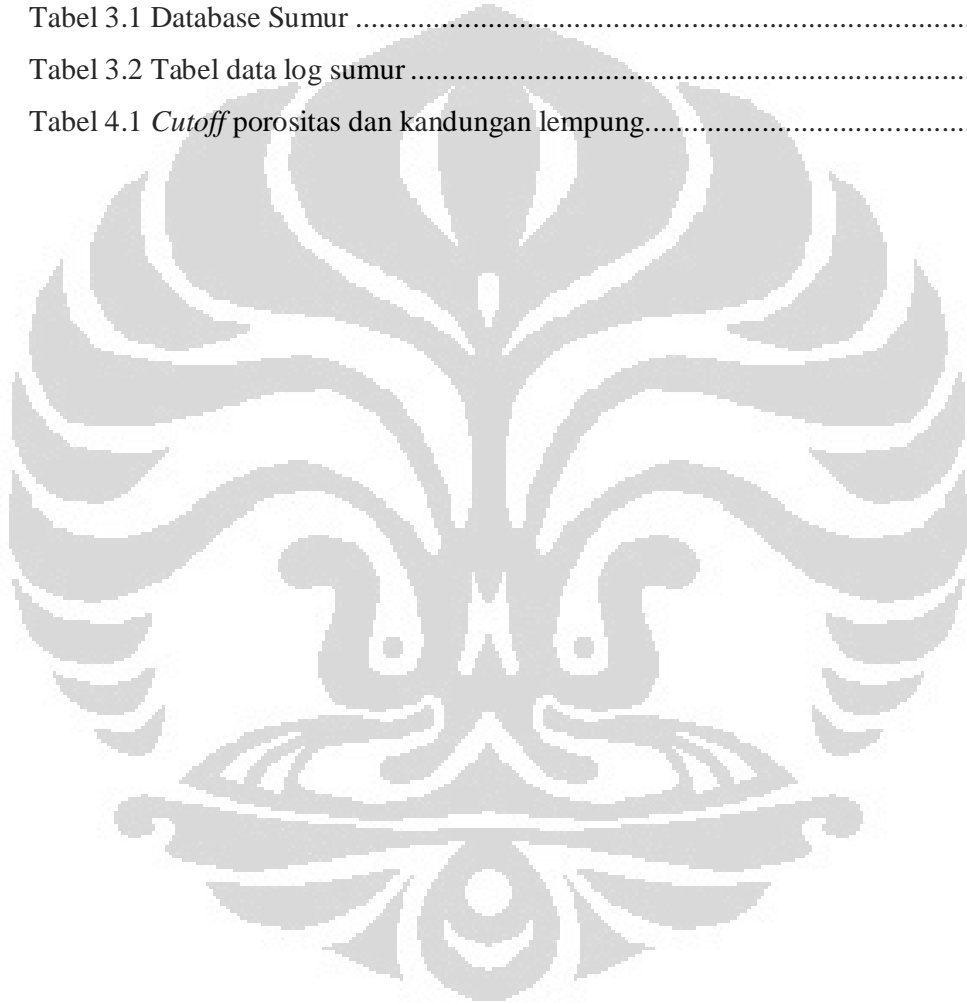 Tabel 3.1 Database Sumur ....................................................................................
Tabel 3.2 Tabel data log sumur ............................................................................
Tabel 4.1 Cutoff porositas dan kandungan lempung............................................